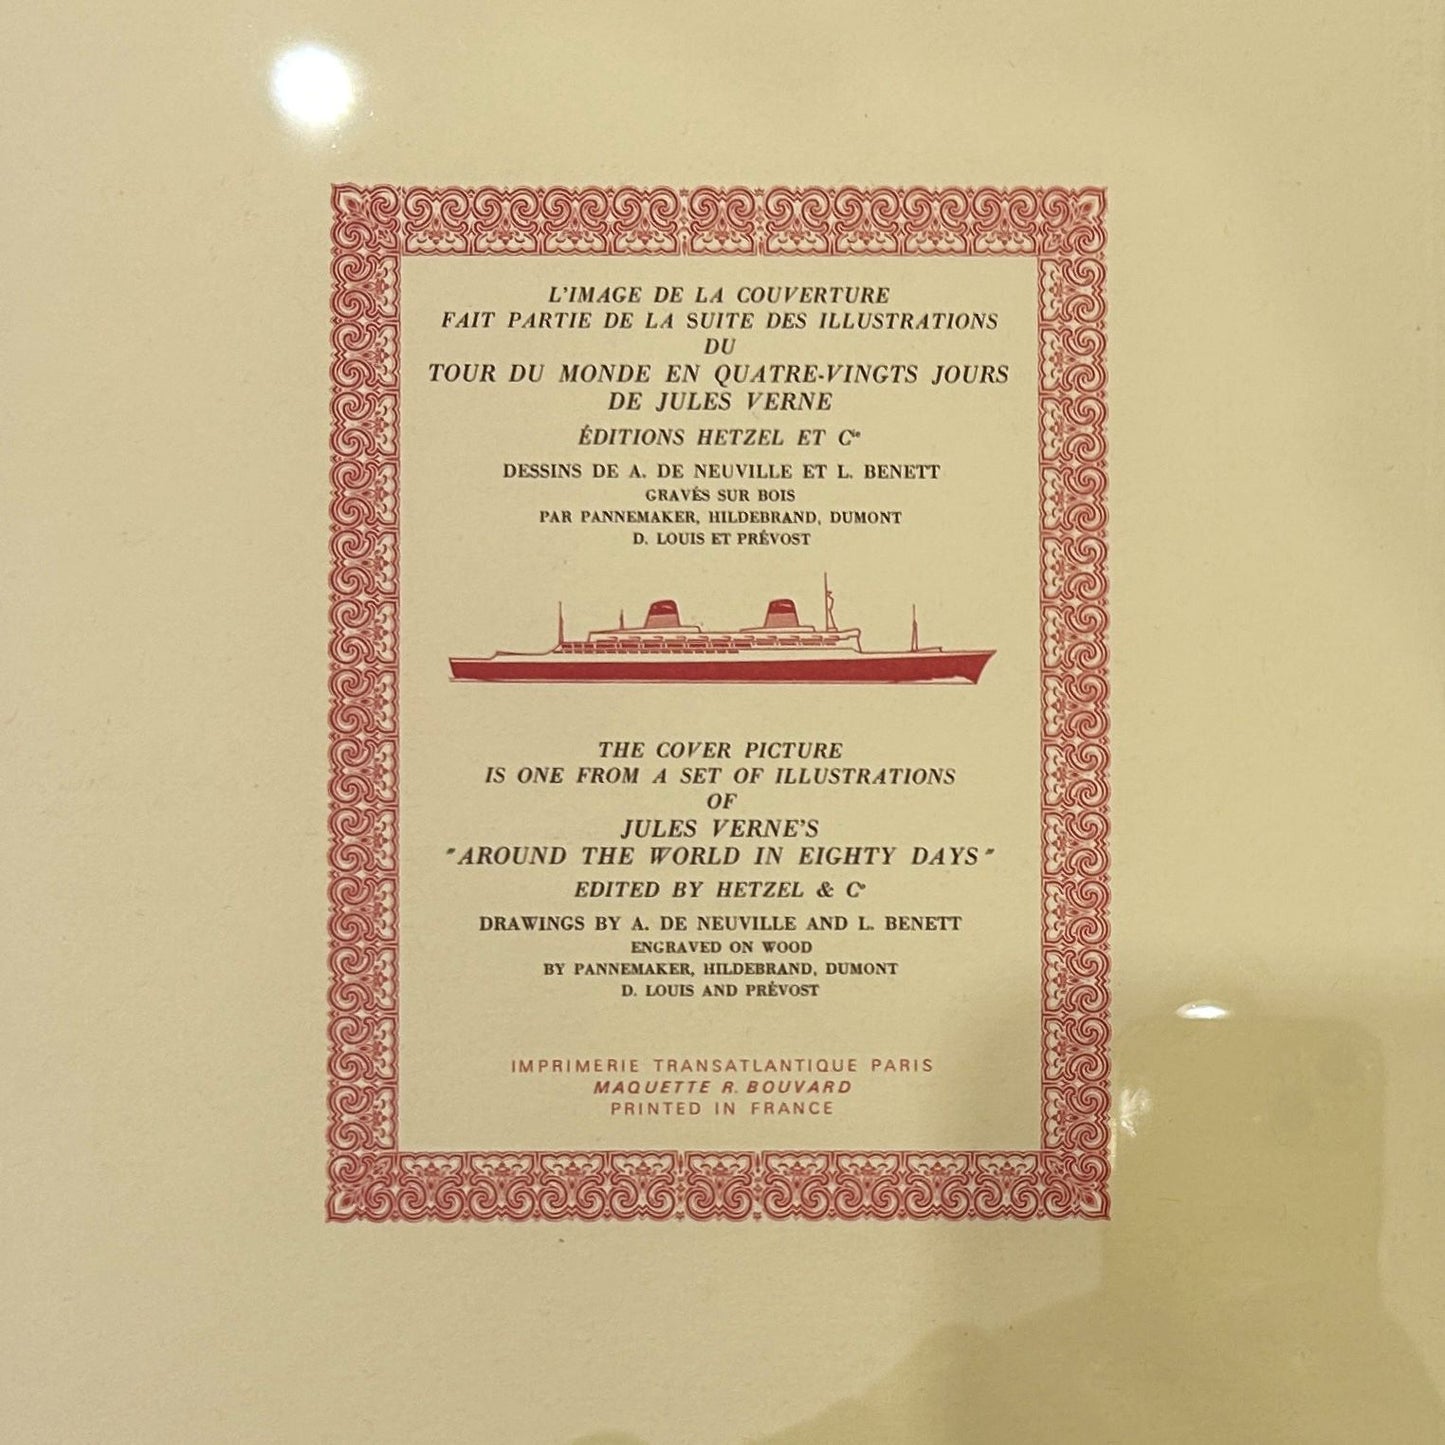 L'IMAGE DE LA COUVERTURE
FAIT PARTIE DE LA SUITE DES ILLUSTRATIONS
DU
TOUR DU MONDE EN QUATRE-VINGTS JOURS
DE JULES VERNE
ÉDITIONS HETZEL ET Cie
DESSINS DE A. DE NEUVILLE ET L. BENETT
GRAVÉS SUR BOIS
PAR PANNEMAKER, HILDEBRAND, DUMONT
D. LOUIS ET PRÉVOST
THE COVER PICTURE
IS ONE FROM A SET OF ILLUSTRATIONS
OF
JULES VERNE'S
"AROUND THE WORLD IN EIGHTY DAYS"
EDITED BY HETZEL & Co
DRAWINGS BY A. DE NEUVILLE AND L. BENETT
ENGRAVED ON WOOD
BY PANNEMAKER, HILDEBRAND, DUMONT
D. LOUIS AND PRÉVOST
IMPRIMERIE TRANSATLANTIQUE PARIS
MAQUETTE R. BOUVARD
PRINTED IN FRANCE